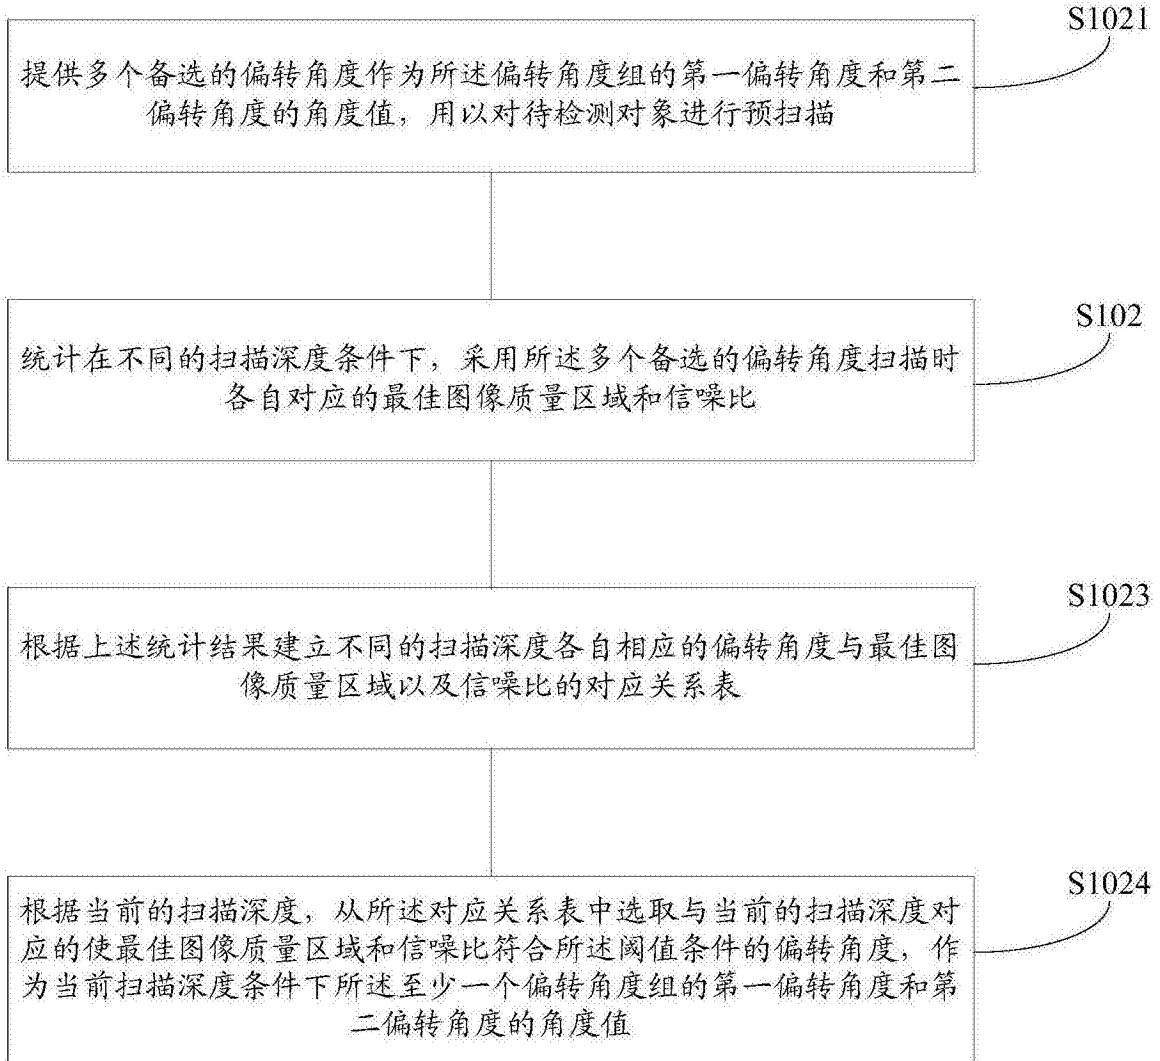 S1021
提供多个备选的偏转角度作为所述偏转角度组的第一偏转角度和第二
偏转角度的角度值，用以对待检测对象进行预扫描
S102
统计在不同的扫描深度条件下，采用所述多个备选的偏转角度扫描时
各自对应的最佳图像质量区域和信噪比
S1023
根据上述统计结果建立不同的扫描深度各自相应的偏转角度与最佳图
像质量区域以及信噪比的对应关系表
S1024
根据当前的扫描深度，从所述对应关系表中选取与当前的扫描深度对
应的使最佳图像质量区域和信噪比符合所述阈值条件的偏转角度，作
为当前扫描深度条件下所述至少一个偏转角度组的第一偏转角度和第
二偏转角度的角度值